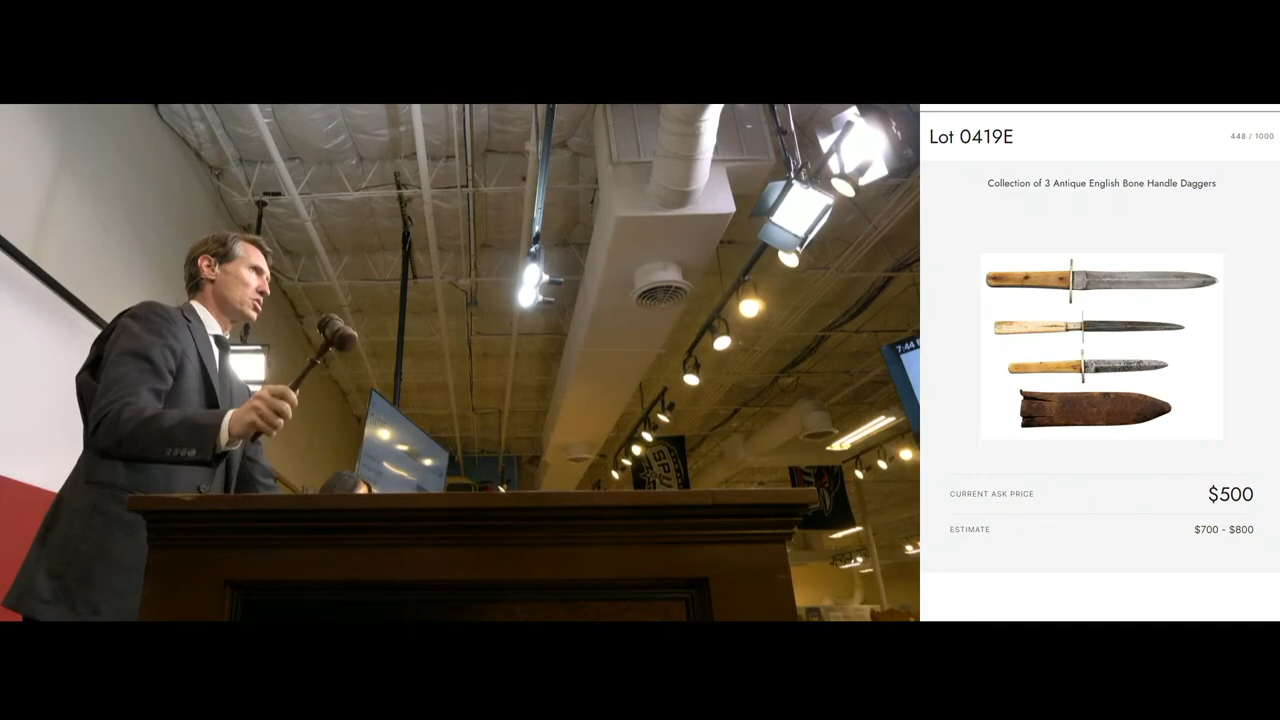 Lot 0419E
448 / 1000
Collection of 3 Antique English Bone Handle Daggers
CURRENT ASK PRICE
$500
ESTIMATE
$700 - $800
7:44
SPU